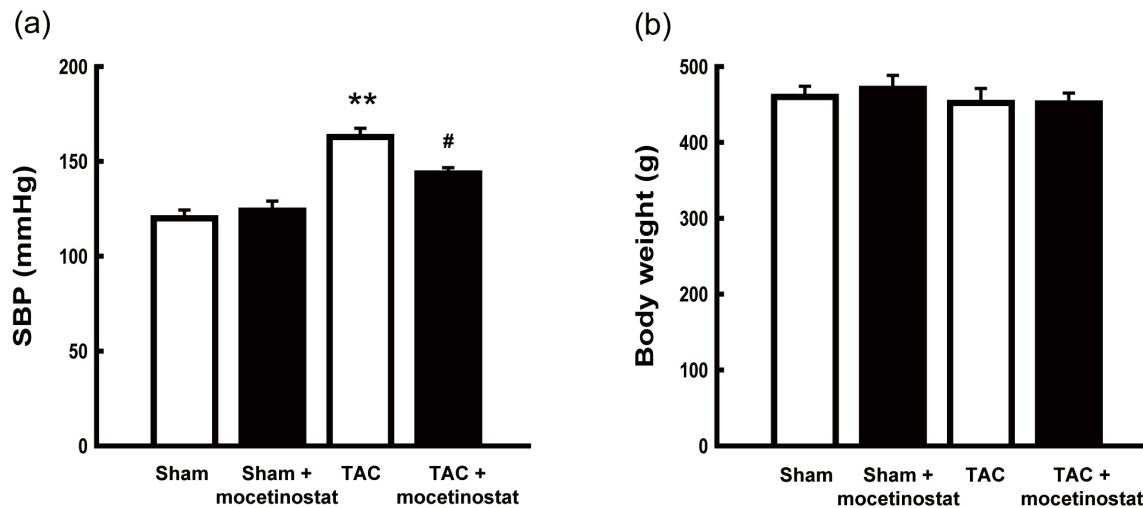 (a)
SBP (mmHg)
200
150
100
50
0
**
#
Sham
Sham +
mocetinostat
TAC
TAC +
mocetinostat
(b)
Body weight (g)
500
400
300
200
100
0
Sham
Sham +
mocetinostat
TAC
TAC +
mocetinostat